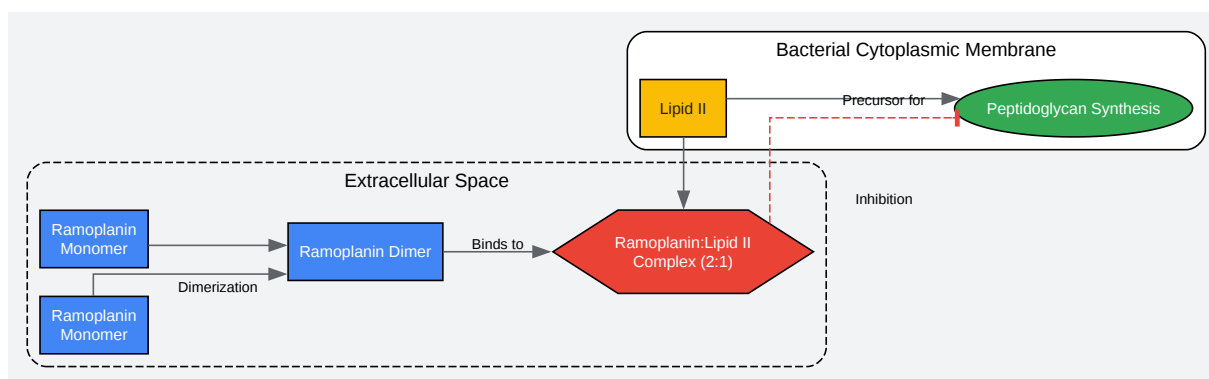 Bacterial Cytoplasmic Membrane
Lipid II
Precursor for
Peptidoglycan Synthesis
Extracellular Space
Inhibition
Ramoplanin
Monomer
Ramoplanin Dimer
Binds to
Ramoplanin:Lipid II
Complex (2:1)
Dimerization
Ramoplanin
Monomer